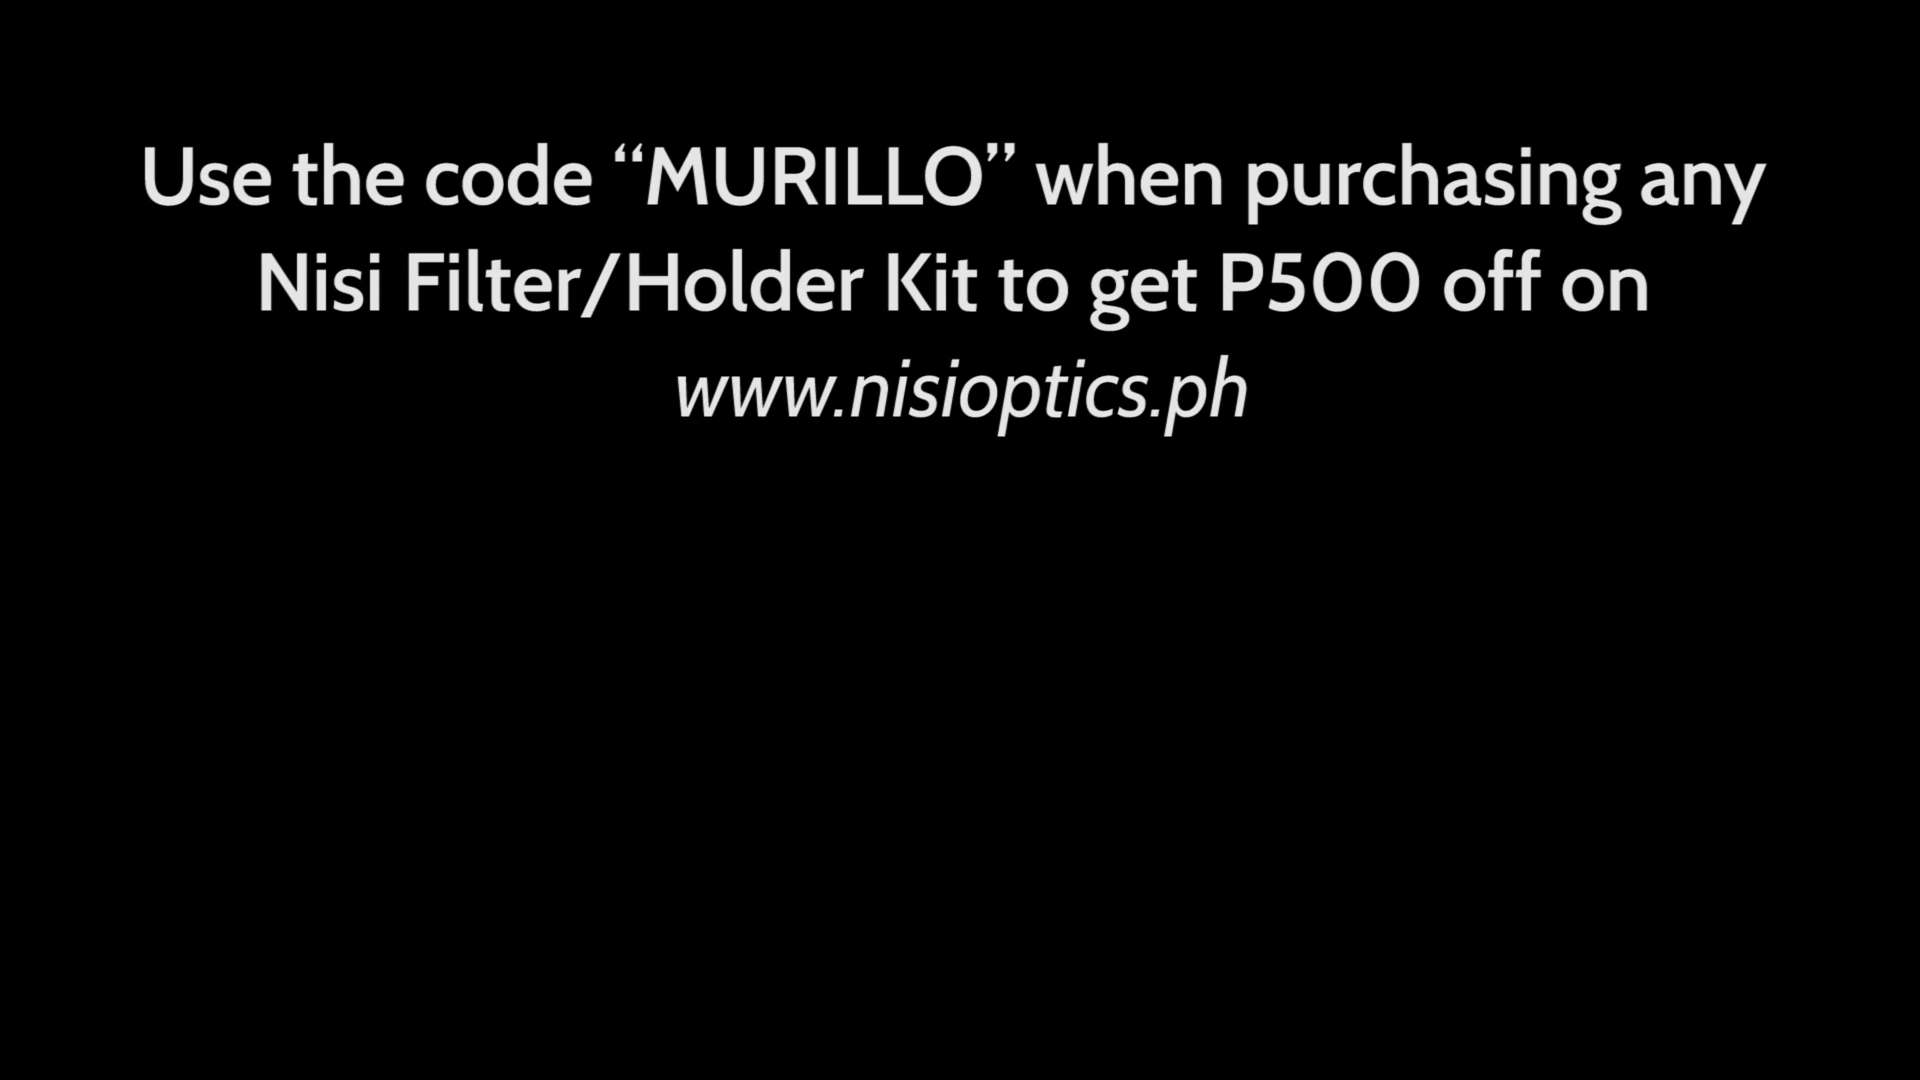 Use the code “MURILLO” when purchasing any
Nisi Filter/Holder Kit to get P500 off on
www.nisioptics.ph